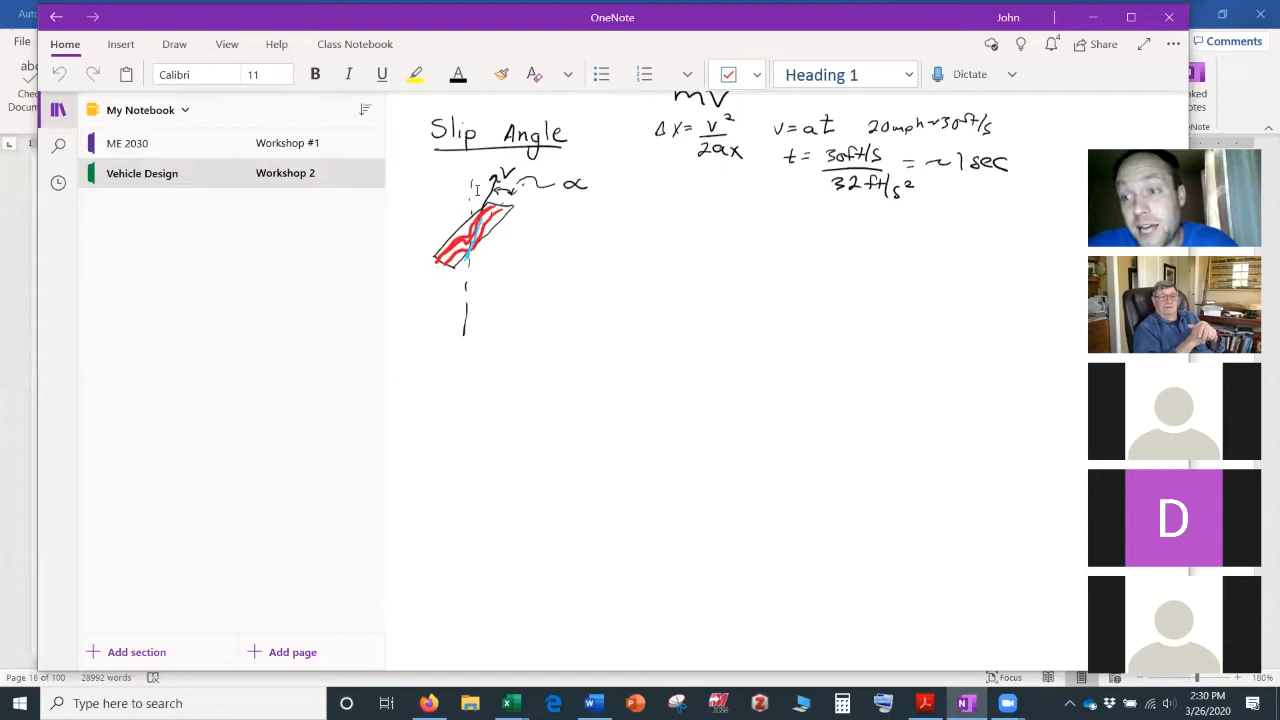 Auto
OneNote
John
File
Home
Insert
Draw
View
Help
Class Notebook
4
Share
Comments
Calibri
11
B
I
U
A
Heading 1
Dictate
My Notebook
ME 2030
Workshop #1
Vehicle Design
Workshop 2
Slip Angle
V
α
mv
Δx = v²/2ax
v = at
20mph ~ 30ft/s
t = 30ft/s / 32ft/s² = ~ 1 sec
D
Add section
Add page
Page 18 of 100
28992 words
Focus
180%
Type here to search
2:30 PM
3/26/2020